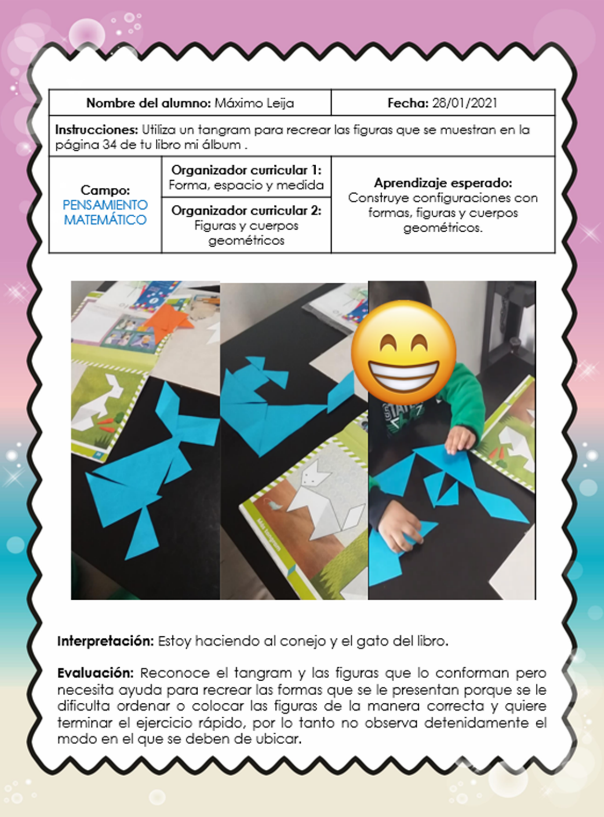 Nombre del alumno: Máximo Leija
Fecha: 28/01/2021
Instrucciones: Utiliza un tangram para recrear las figuras que se muestran en la
página 34 de tu libro mi álbum .
Campo:
PENSAMIENTO
MATEMÁTICO
Organizador curricular 1:
Forma, espacio y medida
Organizador curricular 2:
Figuras y cuerpos
geométricos
Aprendizaje esperado:
Construye configuraciones con
formas, figuras y cuerpos
geométricos.
Interpretación: Estoy haciendo al conejo y el gato del libro.
Evaluación: Reconoce el tangram y las figuras que lo conforman pero
necesita ayuda para recrear las formas que se le presentan porque se le
dificulta ordenar o colocar las figuras de la manera correcta y quiere
terminar el ejercicio rápido, por lo tanto no observa detenidamente el
modo en el que se deben de ubicar.